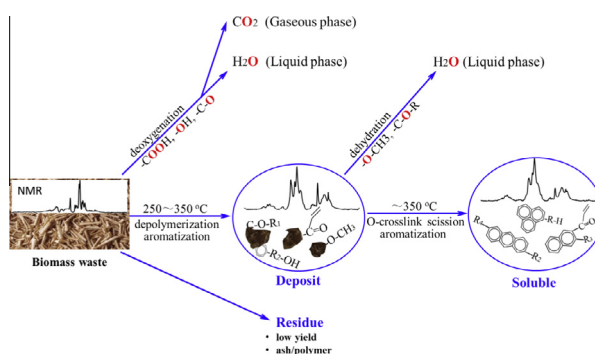 CO2 (Gaseous phase)
H2O (Liquid phase)
H2O (Liquid phase)
deoxygenation
-COOH, -OH, -C-O
dehydration
-O-CH3, -C-O-R
NMR
250~350 °C
depolymerization
aromatization
C-O-R1
-C=O
O-CH3
-R2-OH
~350 °C
O-crosslink scission
aromatization
R-H
C=O
R1
R2
R3
Biomass waste
Deposit
Soluble
Residue
• low yield
• ash/polymer